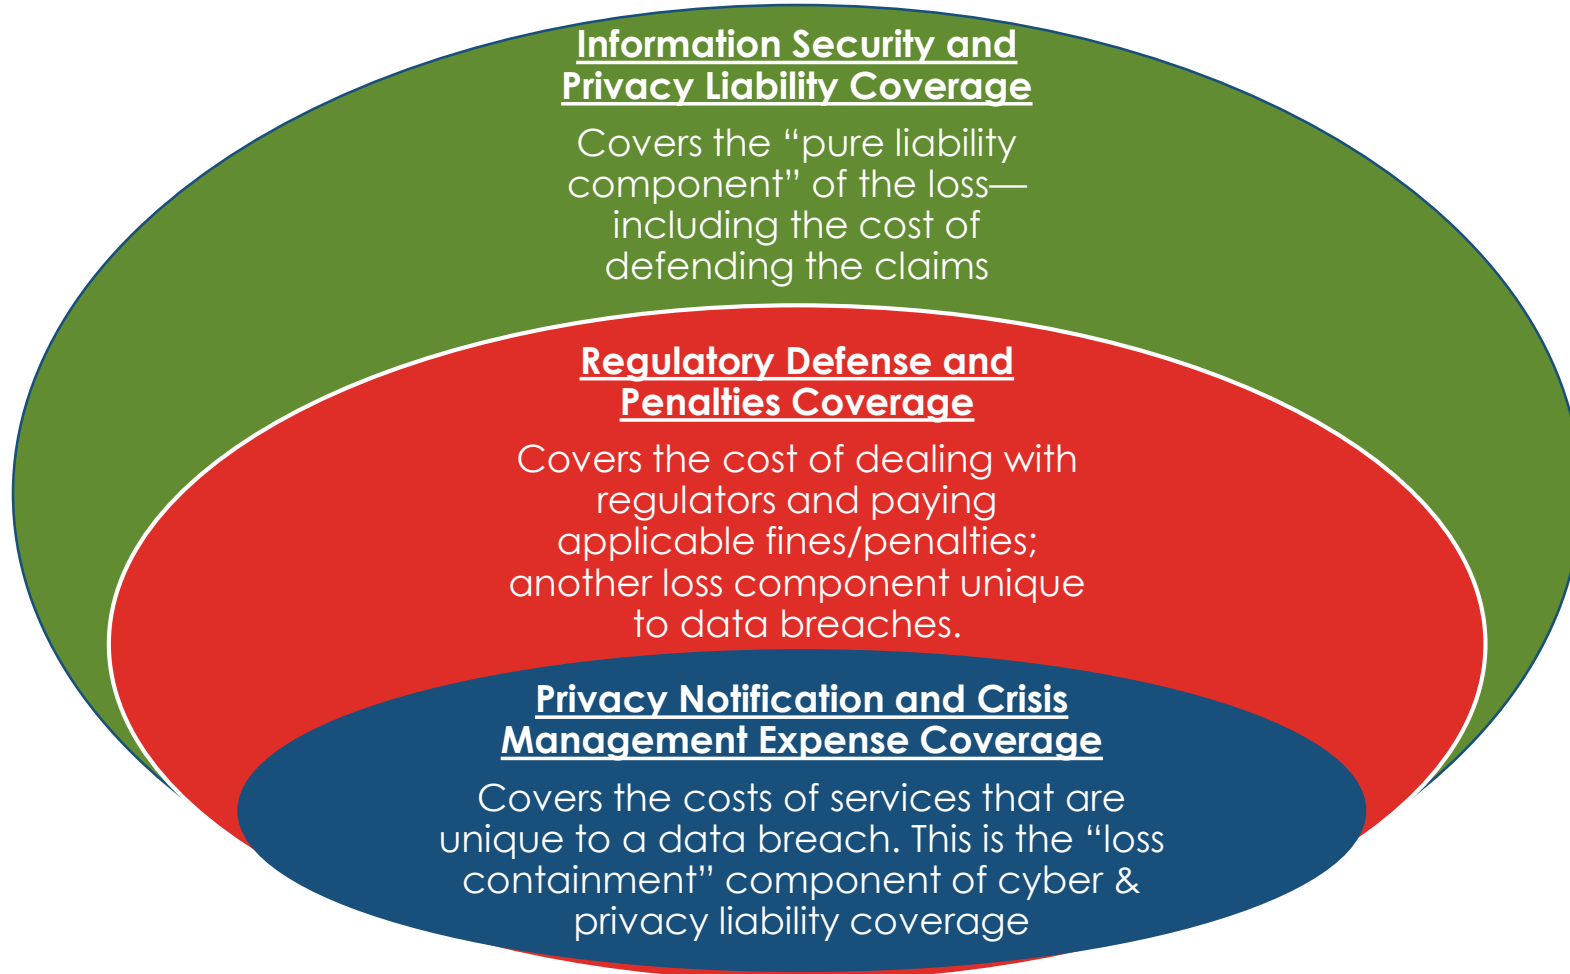 Information Security and
Privacy Liability Coverage
Covers the “pure liability
component” of the loss—
including the cost of
defending the claims
Regulatory Defense and
Penalties Coverage
Covers the cost of dealing with
regulators and paying
applicable fines/penalties;
another loss component unique
to data breaches.
Privacy Notification and Crisis
Management Expense Coverage
Covers the costs of services that are
unique to a data breach. This is the “loss
containment” component of cyber &
privacy liability coverage